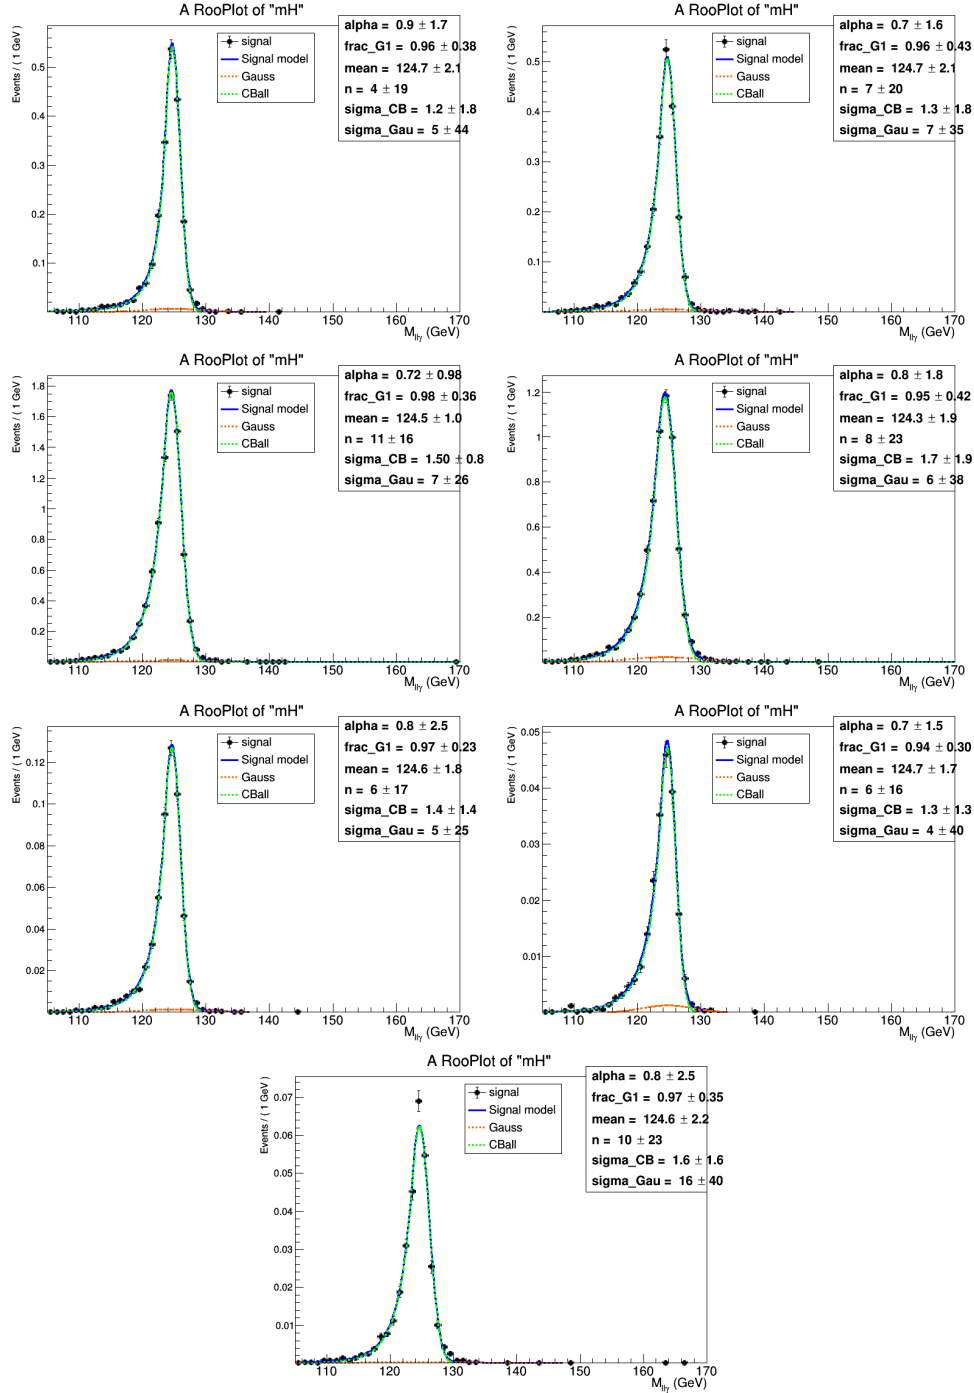 A RooPlot of "mH"
Events / ( 1 GeV )
signal
Signal model
Gauss
CBall
alpha = 0.9 ± 1.7
frac_G1 = 0.96 ± 0.38
mean = 124.7 ± 2.1
n = 4 ± 19
sigma_CB = 1.2 ± 1.8
sigma_Gau = 5 ± 44
0.5
0.4
0.3
0.2
0.1
110 120 130 140 150 160 170
M_llγ (GeV)
A RooPlot of "mH"
Events / ( 1 GeV )
signal
Signal model
Gauss
CBall
alpha = 0.7 ± 1.6
frac_G1 = 0.96 ± 0.43
mean = 124.7 ± 2.1
n = 7 ± 20
sigma_CB = 1.3 ± 1.8
sigma_Gau = 7 ± 35
0.5
0.4
0.3
0.2
0.1
110 120 130 140 150 160 170
M_llγ (GeV)
A RooPlot of "mH"
Events / ( 1 GeV )
signal
Signal model
Gauss
CBall
alpha = 0.72 ± 0.98
frac_G1 = 0.98 ± 0.36
mean = 124.5 ± 1.0
n = 11 ± 16
sigma_CB = 1.50 ± 0.8
sigma_Gau = 7 ± 26
1.8
1.6
1.4
1.2
1
0.8
0.6
0.4
0.2
110 120 130 140 150 160 170
M_llγ (GeV)
A RooPlot of "mH"
Events / ( 1 GeV )
signal
Signal model
Gauss
CBall
alpha = 0.8 ± 1.8
frac_G1 = 0.95 ± 0.42
mean = 124.3 ± 1.9
n = 8 ± 23
sigma_CB = 1.7 ± 1.9
sigma_Gau = 6 ± 38
1.2
1
0.8
0.6
0.4
0.2
110 120 130 140 150 160 170
M_llγ (GeV)
A RooPlot of "mH"
Events / ( 1 GeV )
signal
Signal model
Gauss
CBall
alpha = 0.8 ± 2.5
frac_G1 = 0.97 ± 0.23
mean = 124.6 ± 1.8
n = 6 ± 17
sigma_CB = 1.4 ± 1.4
sigma_Gau = 5 ± 25
0.12
0.1
0.08
0.06
0.04
0.02
110 120 130 140 150 160 170
M_llγ (GeV)
A RooPlot of "mH"
Events / ( 1 GeV )
signal
Signal model
Gauss
CBall
alpha = 0.7 ± 1.5
frac_G1 = 0.94 ± 0.30
mean = 124.7 ± 1.7
n = 6 ± 16
sigma_CB = 1.3 ± 1.3
sigma_Gau = 4 ± 40
0.05
0.04
0.03
0.02
0.01
110 120 130 140 150 160 170
M_llγ (GeV)
A RooPlot of "mH"
Events / ( 1 GeV )
signal
Signal model
Gauss
CBall
alpha = 0.8 ± 2.5
frac_G1 = 0.97 ± 0.35
mean = 124.6 ± 2.2
n = 10 ± 23
sigma_CB = 1.6 ± 1.6
sigma_Gau = 16 ± 40
0.07
0.06
0.05
0.04
0.03
0.02
0.01
110 120 130 140 150 160 170
M_llγ (GeV)